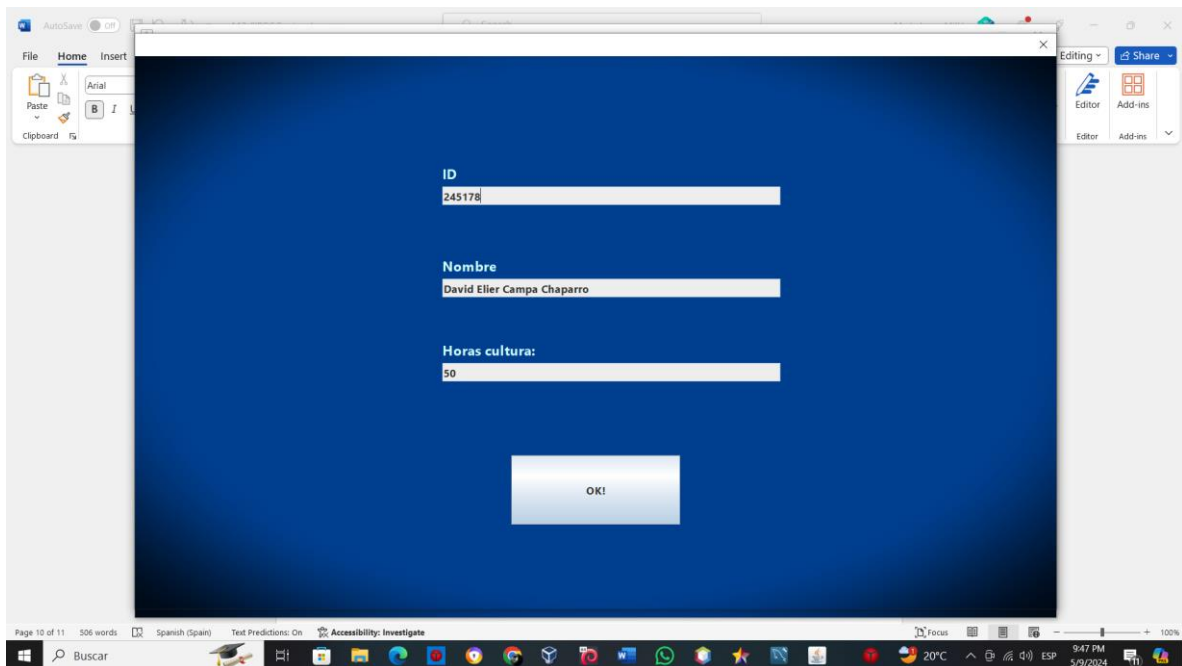 AutoSave Off
File Home Insert Editing Share
Arial
Paste
B I U
Editor Add-ins
Clipboard Editor Add-ins
ID
245178
Nombre
David Elier Campa Chaparro
Horas cultura:
50
OK!
Page 10 of 11 506 words Spanish (Spain) Text Predictions: On Accessibility: Investigate Focus 100%
Buscar 20°C ESP 9:47 PM
5/9/2024